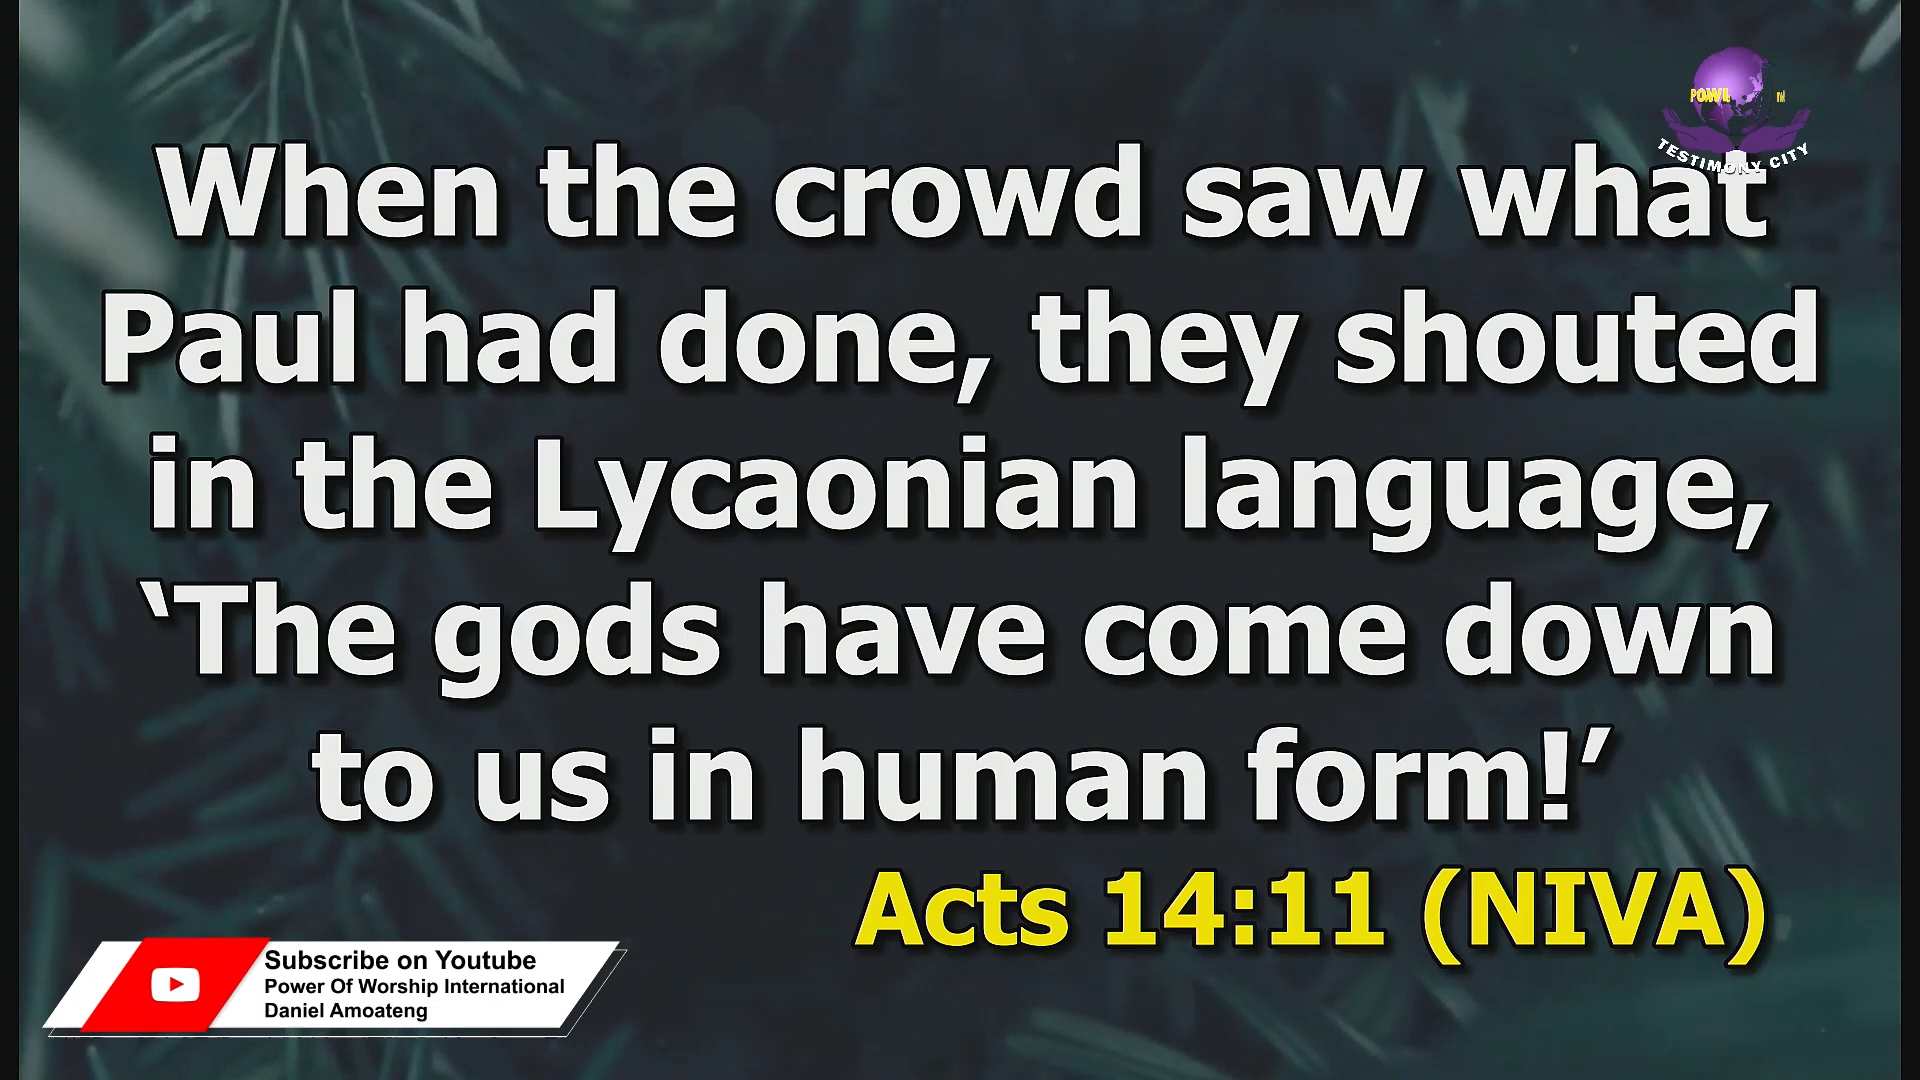 TESTIMONY CITY
When the crowd saw what
Paul had done, they shouted
in the Lycaonian language,
‘The gods have come down
to us in human form!’
Acts 14:11 (NIVA)
Subscribe on Youtube
Power Of Worship International
Daniel Amoateng